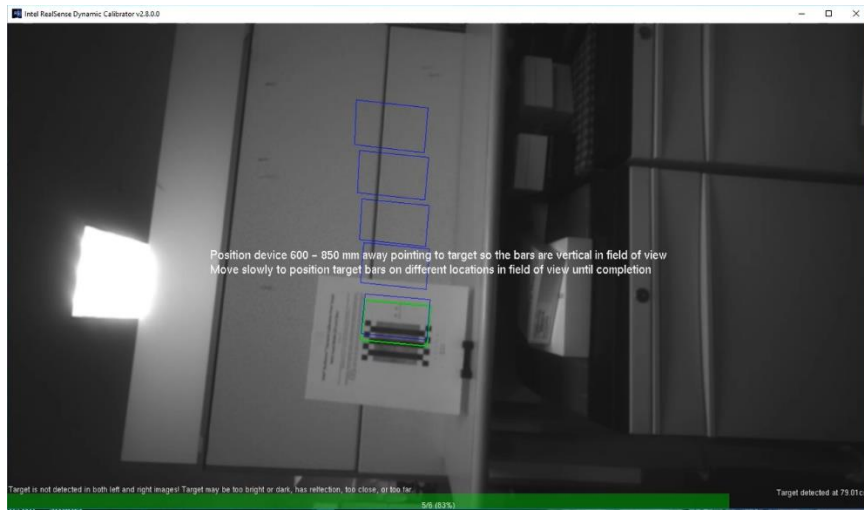 Intel RealSense Dynamic Calibrator v2.8.0.0
Position device 600 - 850 mm away pointing to target so the bars are vertical in field of view
Move slowly to position target bars on different locations in field of view until completion
Target is not detected in both left and right images! Target may be too bright or dark, has reflection, too close, or too far.
Target detected at 79.01c
5/6 (83%)